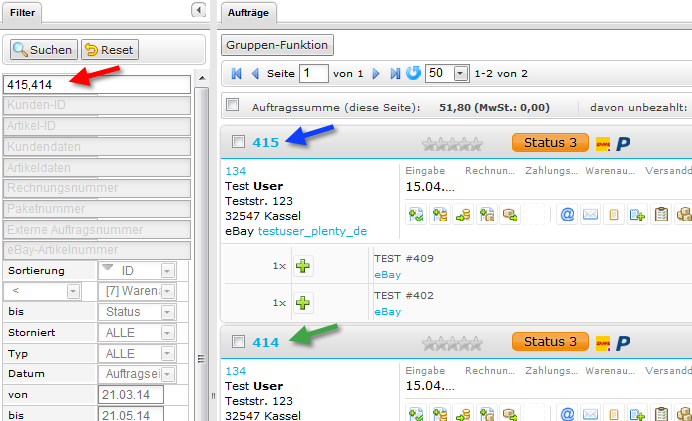 Filter
Suchen Reset
415,414
Kunden-ID
Artikel-ID
Kundendaten
Artikeldaten
Rechnungsnummer
Paketnummer
Externe Auftragsnummer
eBay-Artikelnummer
Sortierung ID
< [7] Waren
bis Status
Storniert ALLE
Typ ALLE
Datum Auftragsei
von 21.03.14
bis 21.05.14
Aufträge
Gruppen-Funktion
Seite 1 von 1 50 1-2 von 2
Auftragssumme (diese Seite): 51,80 (MwSt.: 0,00) davon unbezahlt:
415 Status 3
134
Test User
Teststr. 123
32547 Kassel
eBay testuser_plenty_de
Eingabe Rechnun... Zahlungs... Warenau... Versandd
15.04....
1x TEST #409
eBay
1x TEST #402
eBay
414 Status 3
134
Test User
Teststr. 123
32547 Kassel
Eingabe Rechnun... Zahlungs... Warenau... Versandd
15.04....